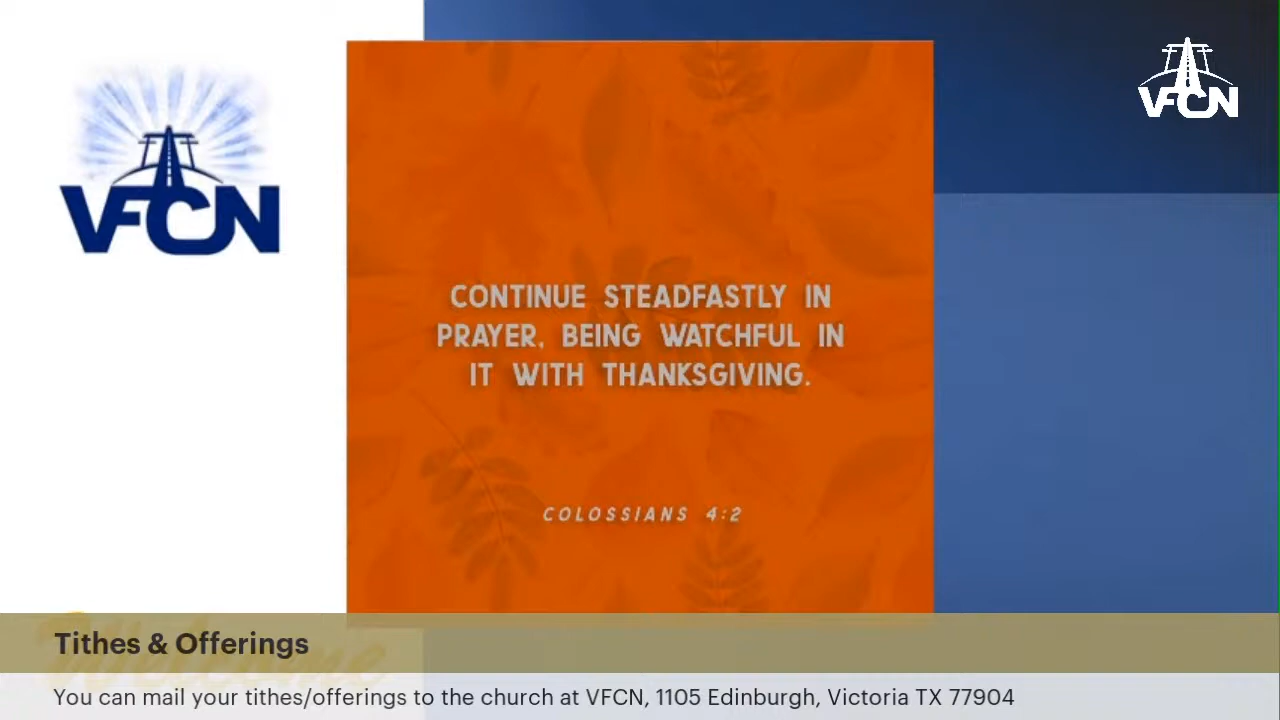 VFCN
VFCN
CONTINUE STEADFASTLY IN
PRAYER, BEING WATCHFUL IN
IT WITH THANKSGIVING.
COLOSSIANS 4:2
Welcome
Tithes & Offerings
You can mail your tithes/offerings to the church at VFCN, 1105 Edinburgh, Victoria TX 77904